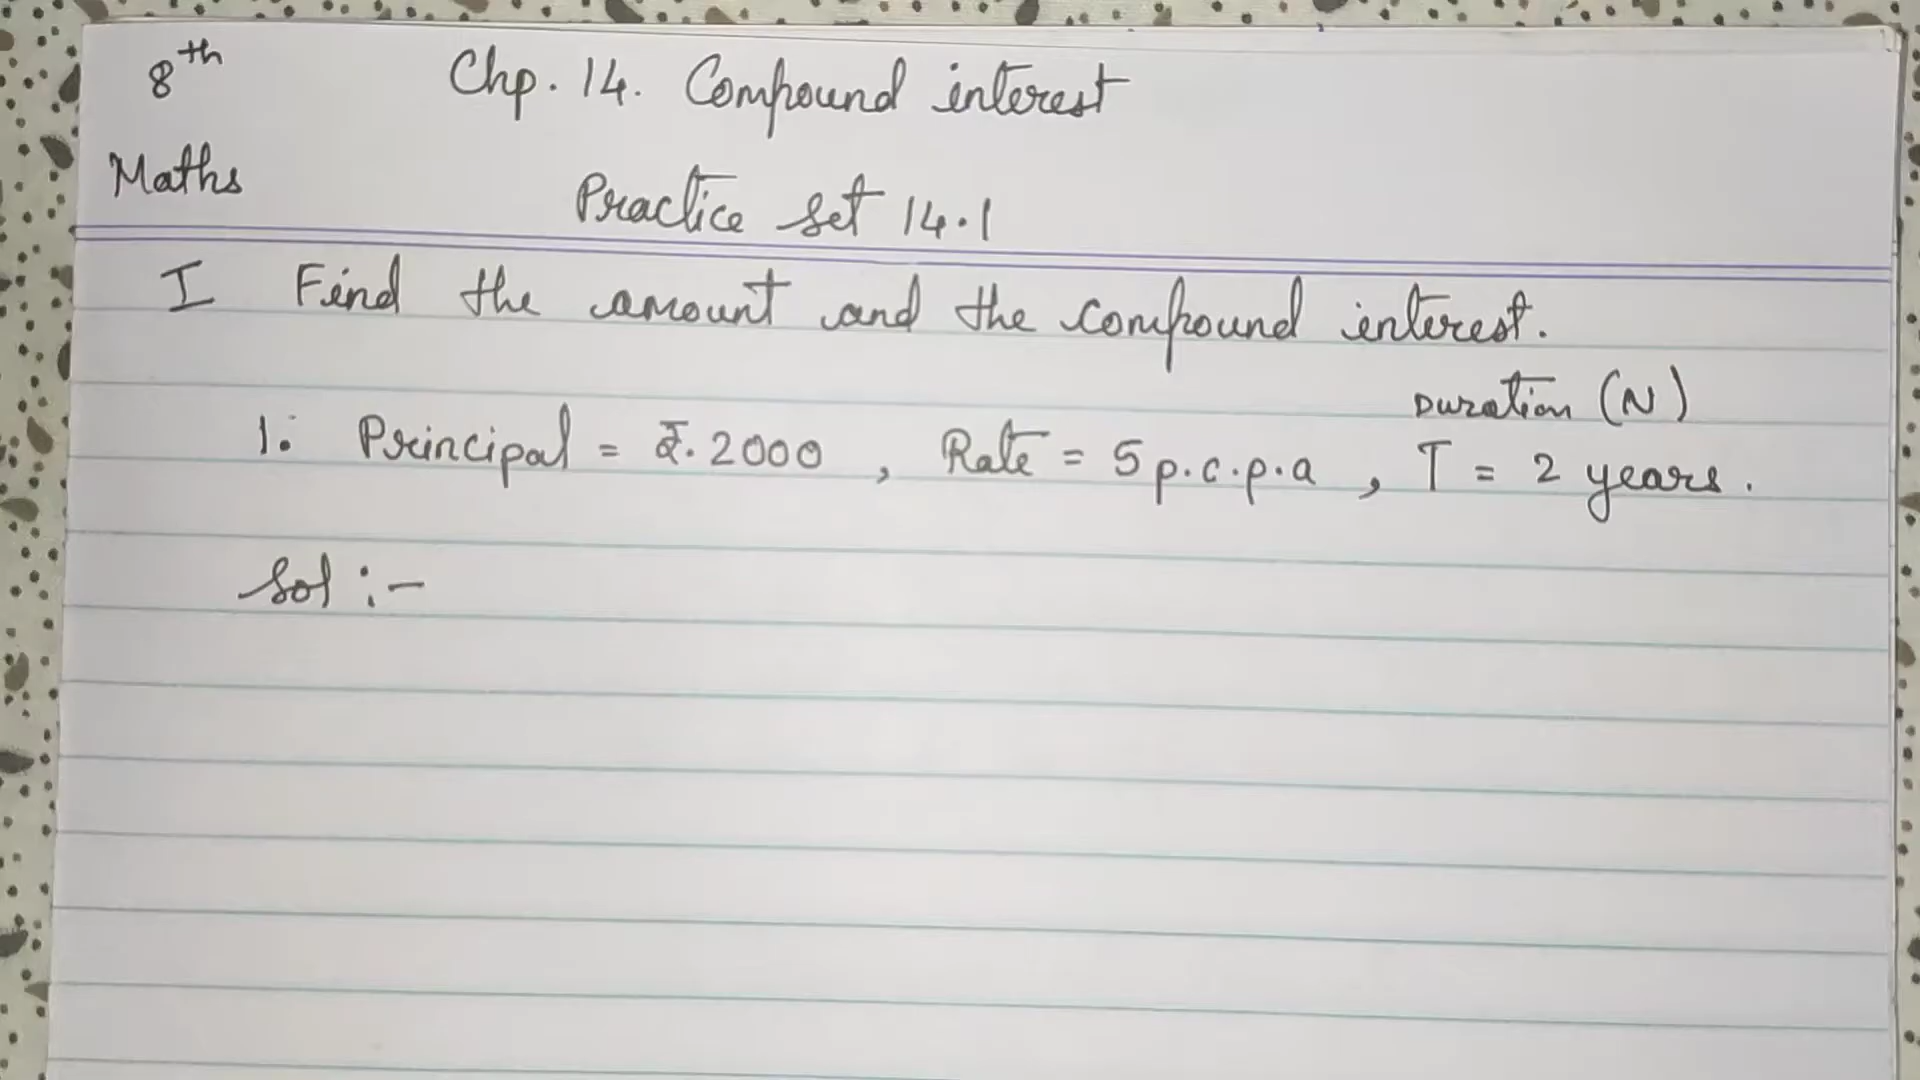 8th Chp. 14. Compound interest
Maths Practice set 14.1
I Find the amount and the compound interest.
Duration (N)
1. Principal = ₹. 2000 , Rate = 5 p.c.p.a , T = 2 years.
Sol :-